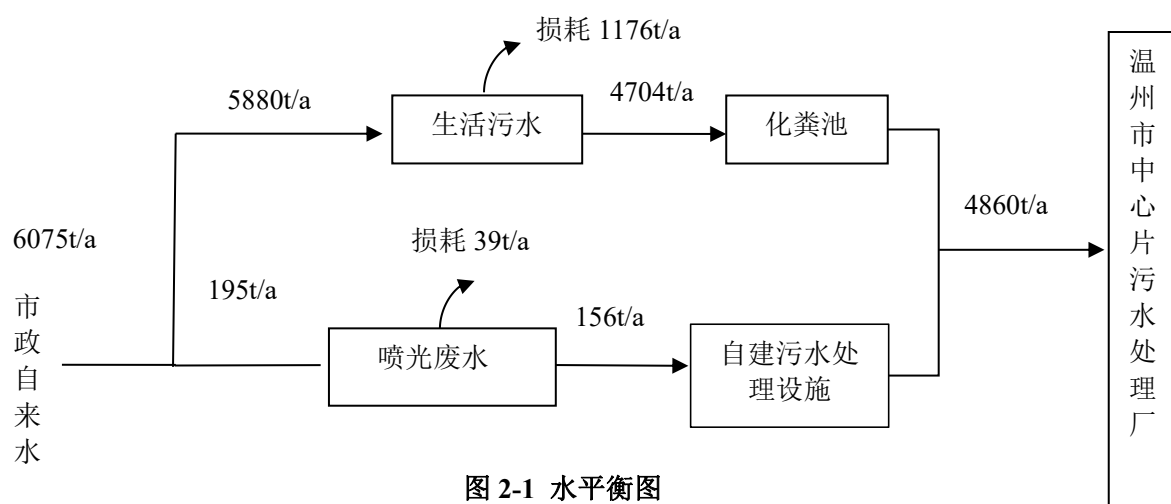 损耗 1176t/a
5880t/a
生活污水
4704t/a
化粪池
6075t/a
市政自来水
195t/a
损耗 39t/a
喷光废水
156t/a
自建污水处
理设施
4860t/a
温州市中心片污水处理厂
图 2-1 水平衡图